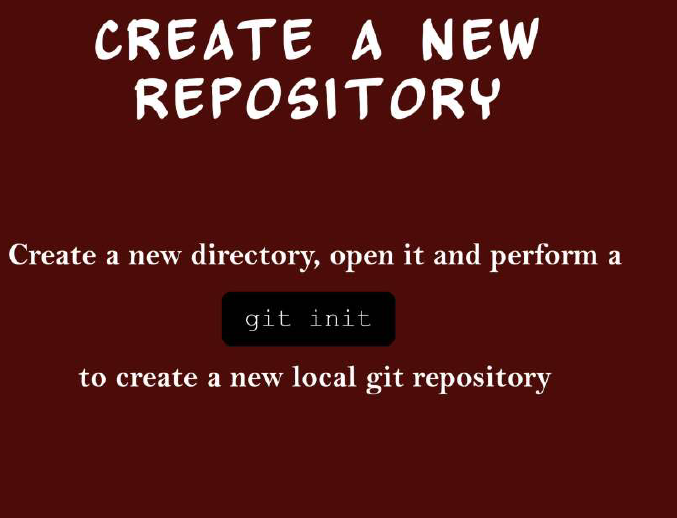 CREATE A NEW
REPOSITORY
Create a new directory, open it and perform a
git init
to create a new local git repository